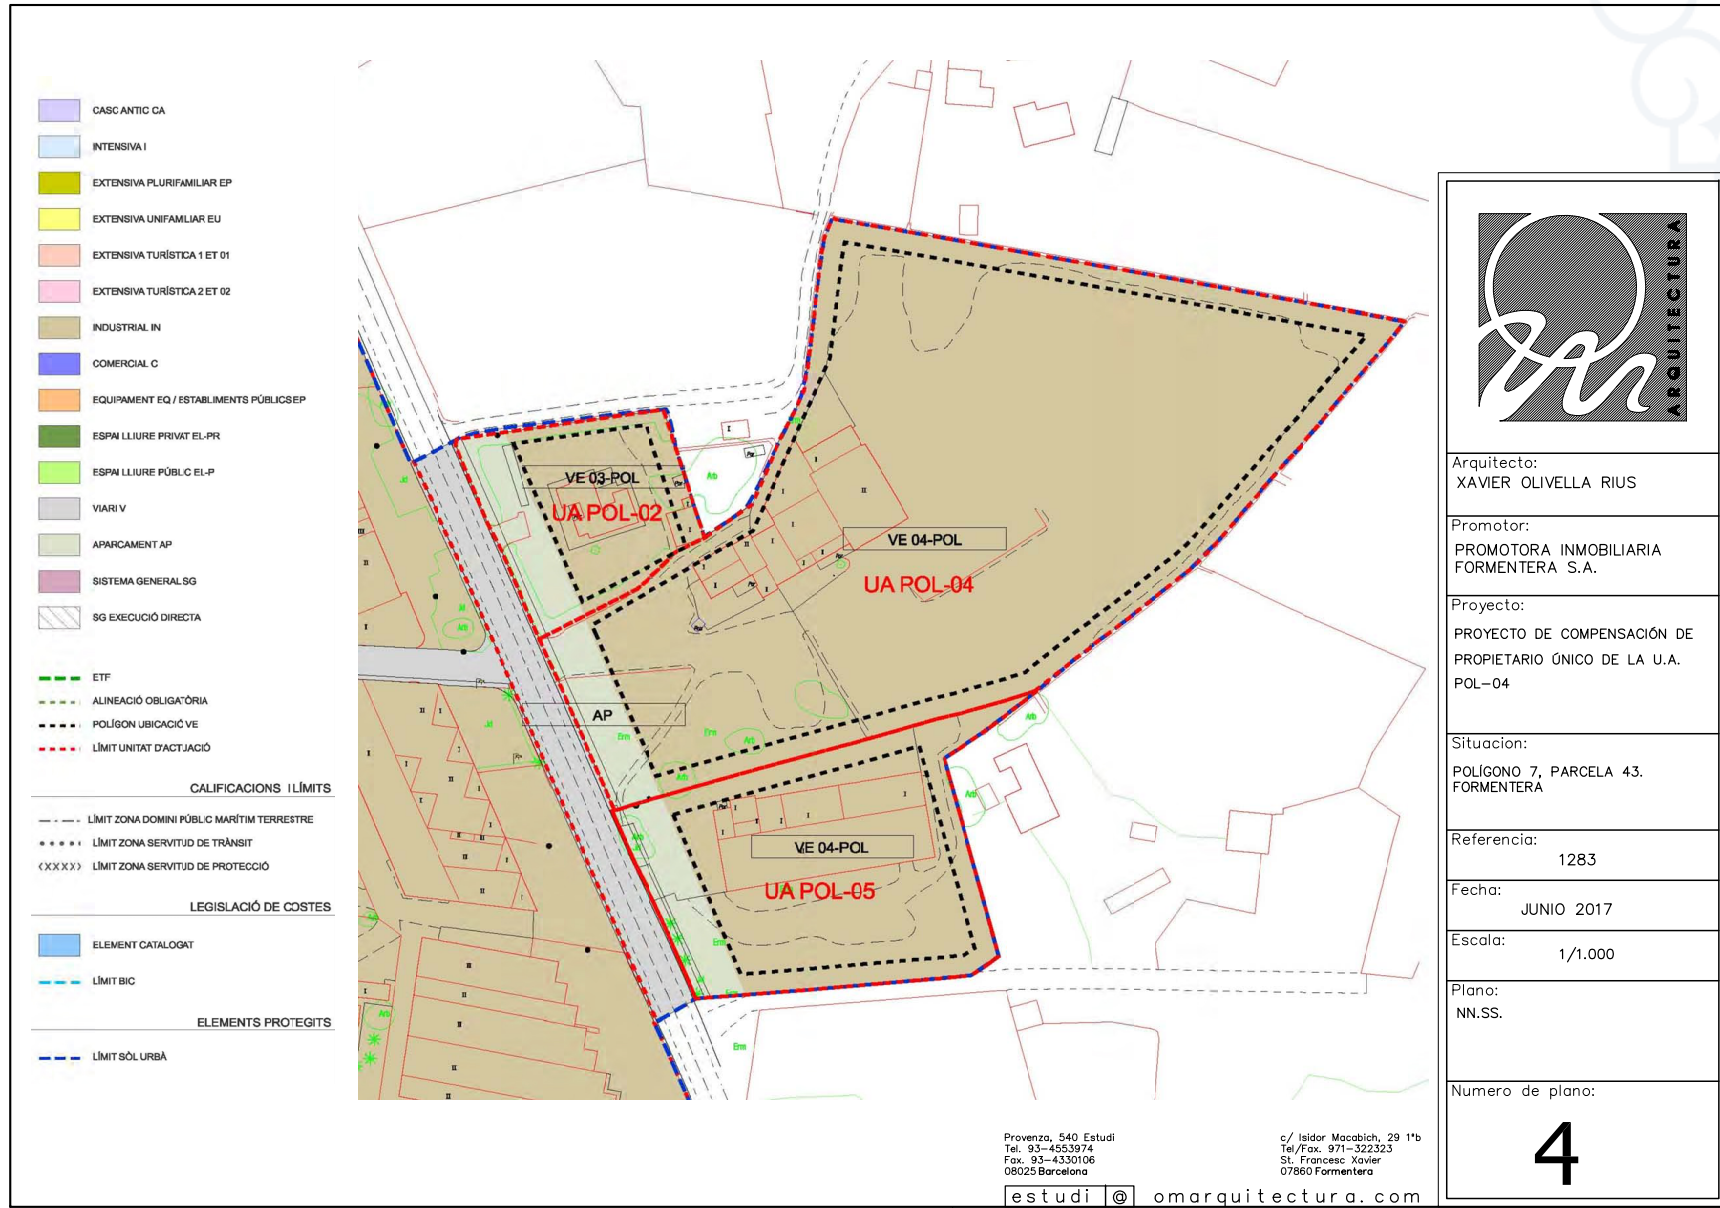 CASC ANTIC CA
INTENSIVA I
EXTENSIVA PLURIFAMILIAR EP
EXTENSIVA UNIFAMLIAR EU
EXTENSIVA TURÍSTICA 1 ET 01
EXTENSIVA TURÍSTICA 2 ET 02
INDUSTRIAL IN
COMERCIAL C
EQUIPAMENT EQ / ESTABLIMENTS PÚBLICS EP
ESPAI LLIURE PRIVAT EL-PR
ESPAI LLIURE PÚBLIC EL-P
VIARI V
APARCAMENT AP
SISTEMA GENERAL SG
SG EXECUCIÓ DIRECTA
ETF
ALINEACIÓ OBLIGATÒRIA
POLÍGON UBICACIÓ VE
LÍMIT UNITAT D'ACTUACIÓ
CALIFICACIONS I LÍMITS
LÍMIT ZONA DOMINI PÚBLIC MARÍTIM TERRESTRE
LÍMIT ZONA SERVITUD DE TRÀNSIT
LÍMIT ZONA SERVITUD DE PROTECCIÓ
LEGISLACIÓ DE COSTES
ELEMENT CATALOGAT
LÍMIT BIC
ELEMENTS PROTEGITS
LÍMIT SÒL URBÀ
VE 03-POL
UA POL-02
VE 04-POL
UA POL-04
AP
VE 04-POL
UA POL-05
ARQUITECTURA
Arquitecto:
XAVIER OLIVELLA RIUS
Promotor:
PROMOTORA INMOBILIARIA
FORMENTERA S.A.
Proyecto:
PROYECTO DE COMPENSACIÓN DE
PROPIETARIO ÚNICO DE LA U.A.
POL-04
Situacion:
POLÍGONO 7, PARCELA 43.
FORMENTERA
Referencia:
1283
Fecha:
JUNIO 2017
Escala:
1/1.000
Plano:
NN.SS.
Numero de plano:
4
Provenza, 540 Estudi
Tel. 93-4553974
Fax. 93-4330106
08025 Barcelona
c/ Isidor Macabich, 29 1ºb
Tel/Fax. 971-322323
St. Francesc Xavier
07860 Formentera
estudi @ omarquitectura.com